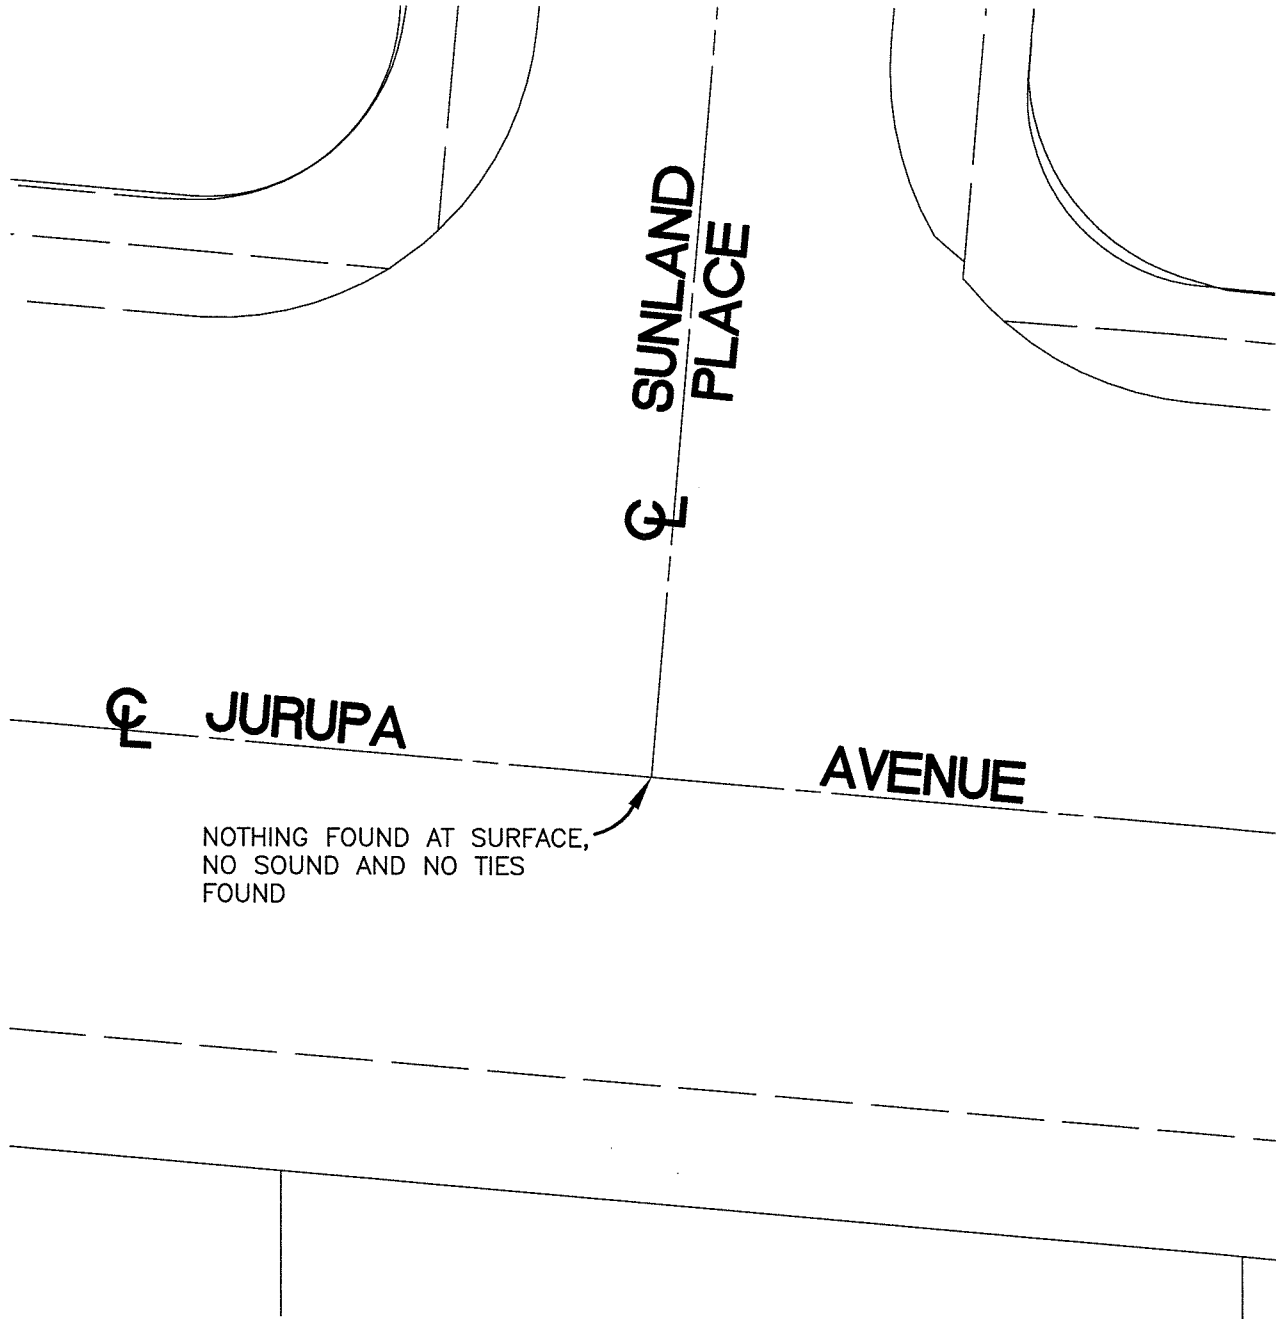 SUNLAND
PLACE
℄
℄ JURUPA AVENUE
NOTHING FOUND AT SURFACE,
NO SOUND AND NO TIES
FOUND